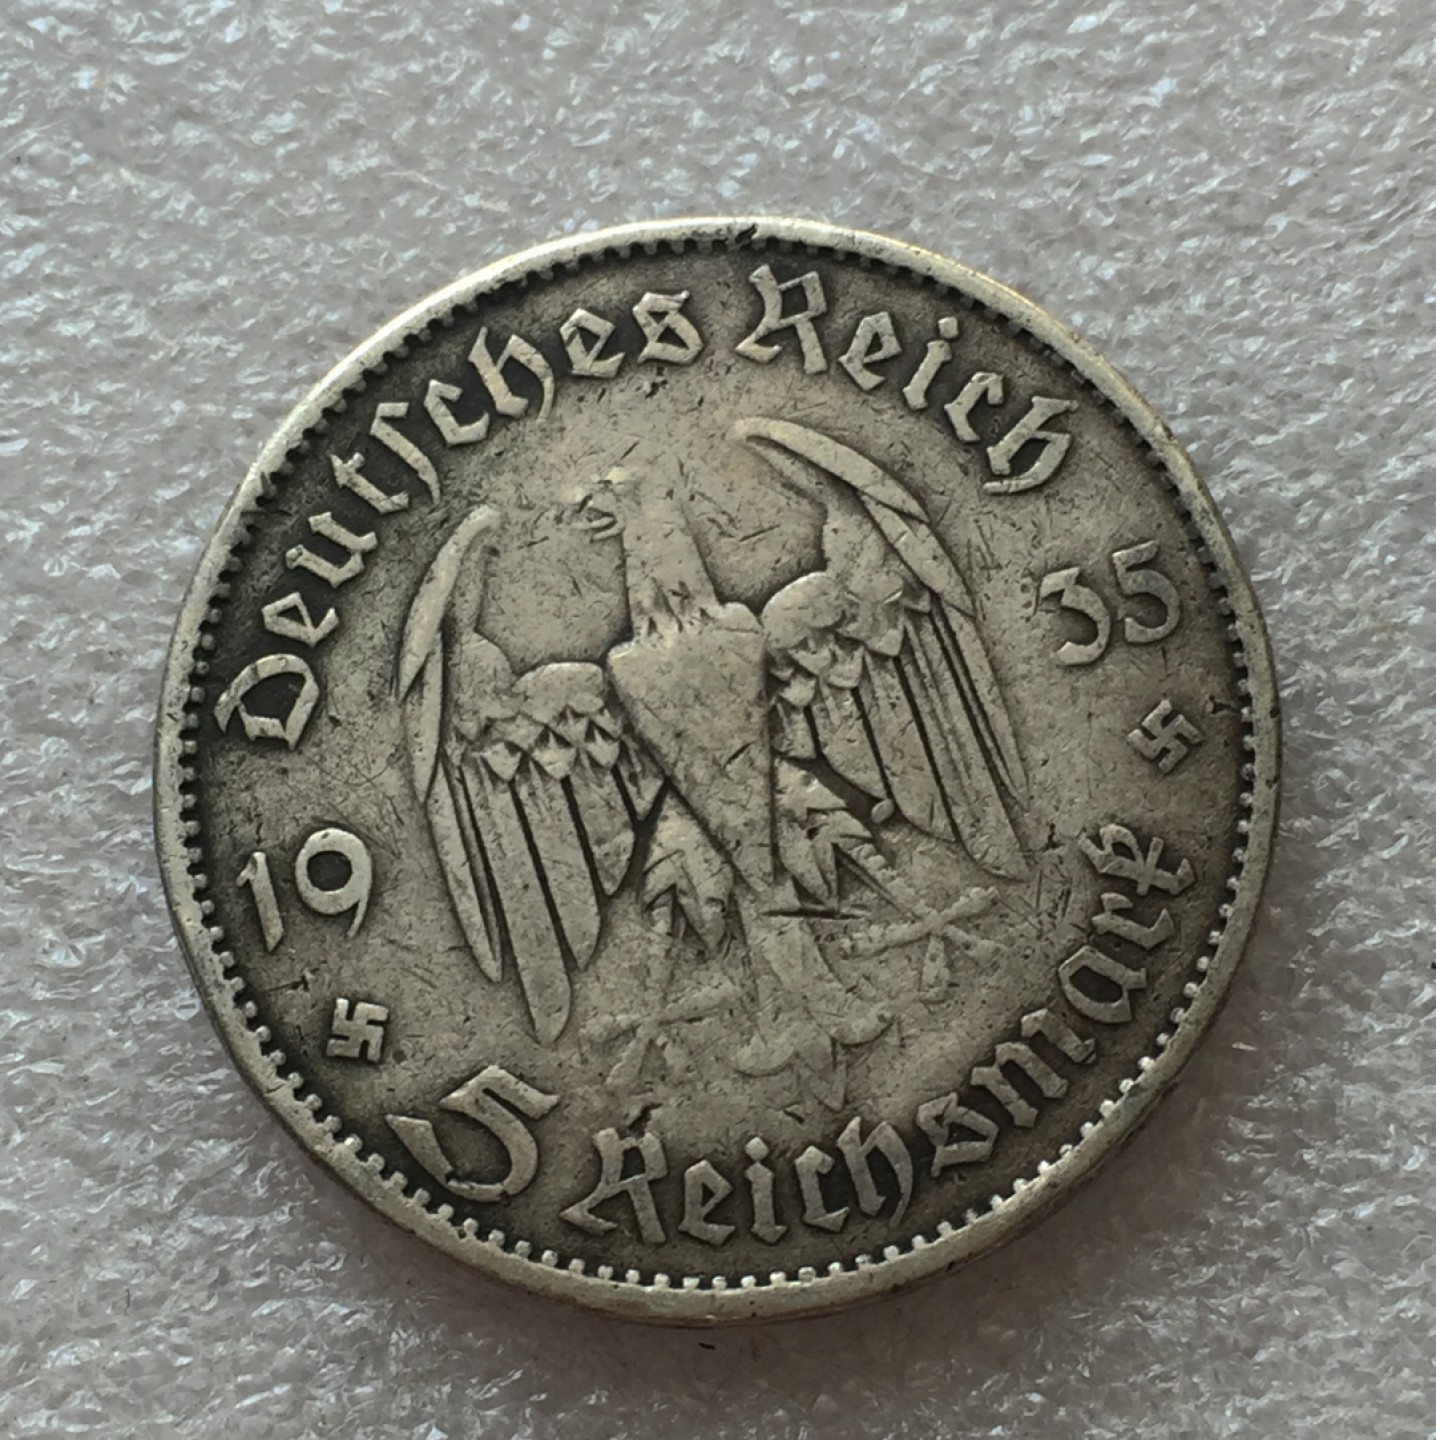 Deutſches Reich
19 35
5 Reichsmark